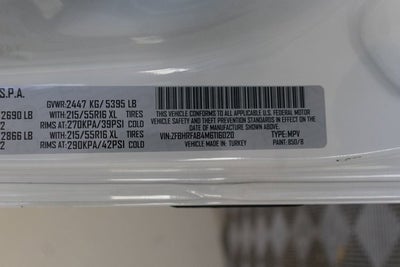 S.P.A. GVWR: 2447 KG/ 5395 LB
2690 LB WITH: 215/55R16 XL TIRES
2 RIMS AT: 270KPA/39PSI COLD
2866 LB WITH: 215/55R16 XL TIRES
2 RIMS AT: 290KPA/42PSI COLD
THIS VEHICLE CONFORMS TO ALL APPLICABLE U.S.
FEDERAL MOTOR VEHICLE SAFETY STANDARDS IN
EFFECT ON THE DATE OF MANUFACTURE SHOWN
ABOVE
VIN: ZFBHRFAB4M6T16020
VEHICLE MADE IN: TURKEY TYPE: MPV
PAINT: 850/B